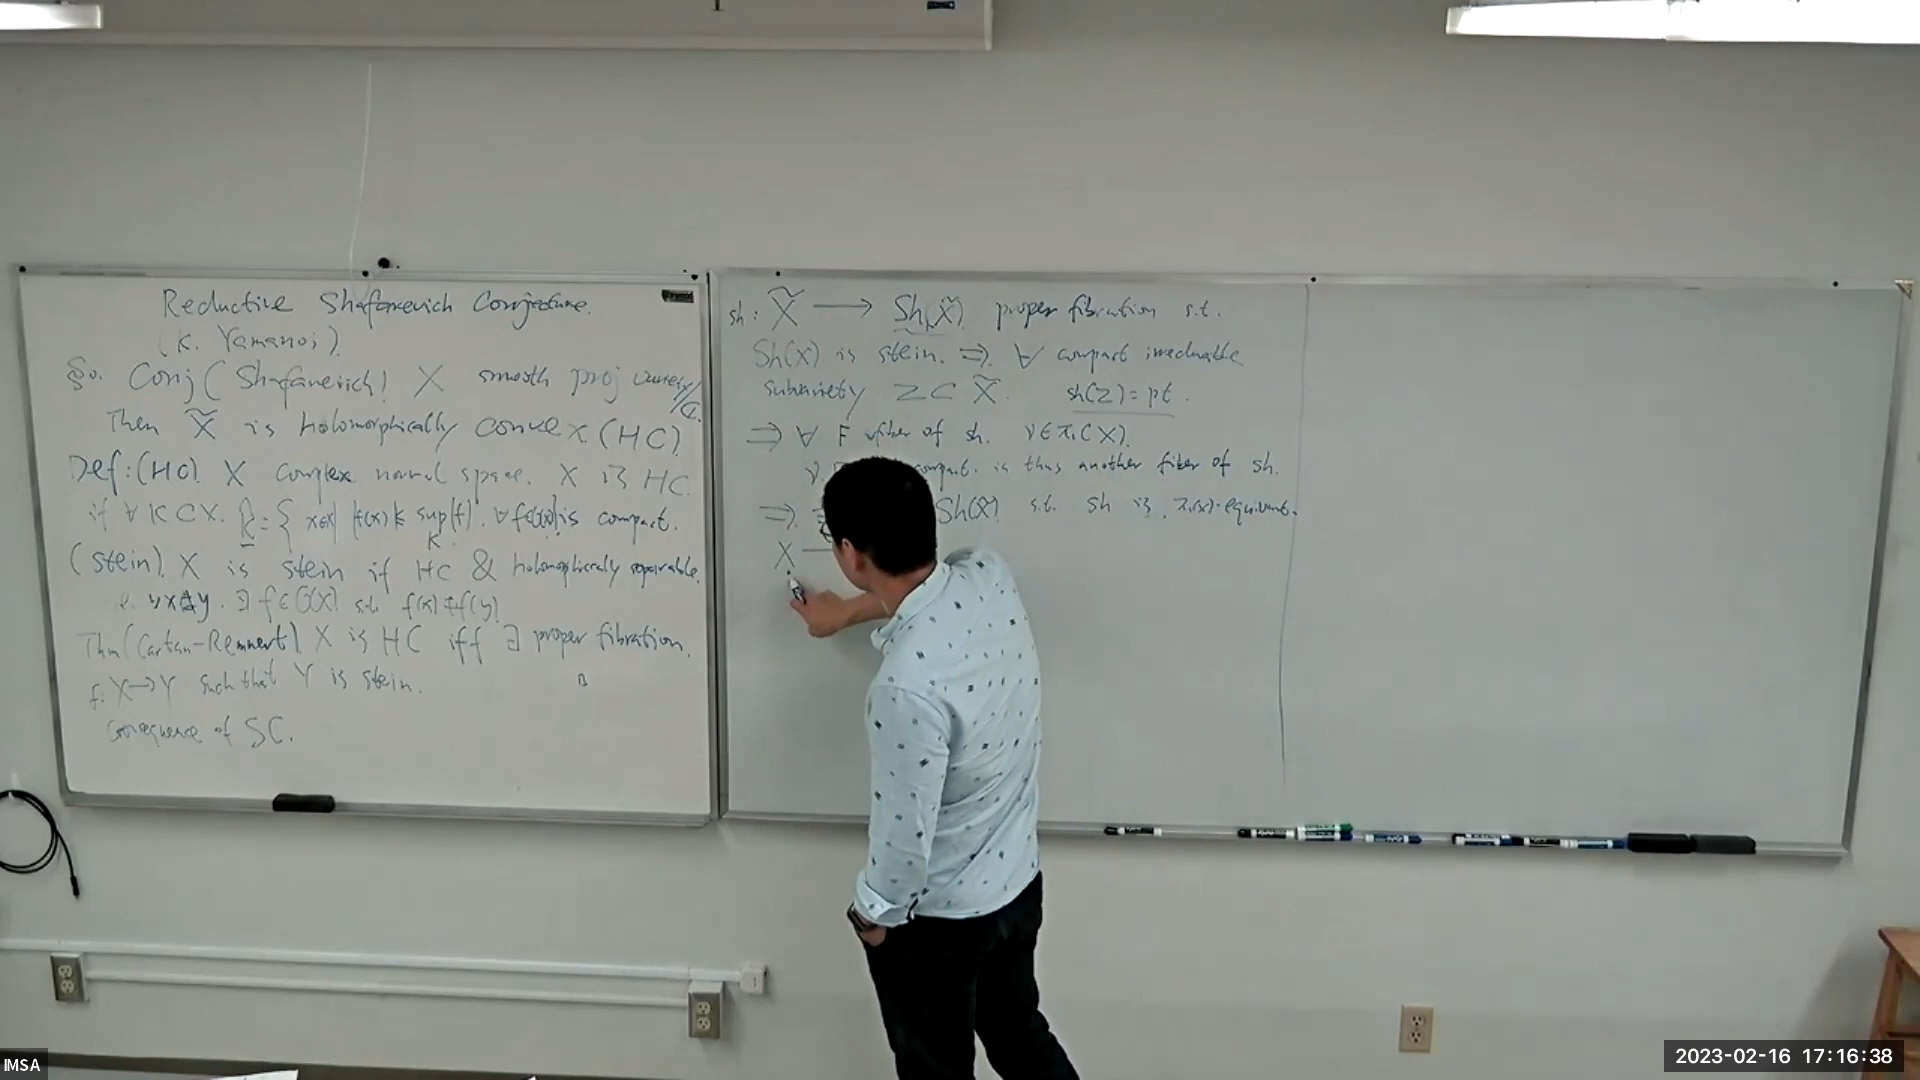 Reductive Shafarevich Conjecture.
(K. Yamanoi)
§0. Conj (Shafarevich) X smooth proj variety/C.
Then X̃ is holomorphically convex (HC)
Def: (HC). X complex normal space. X is HC
if ∀ K ⊂ X. K̂ := { x∈X | |f(x)| ≤ sup|f| . ∀ f∈O(X)} is compact.
K
(Stein). X is stein if HC & holomorphically separable.
∀ x≠y. ∃ f∈O(X) s.t. f(x)≠f(y)
Thm (Cartan-Remmert) X is HC iff ∃ proper fibration.
f: X→Y such that Y is stein.
Consequence of SC.
sh: X̃ → Sh(X̃) proper fibration s.t.
Sh(X̃) is stein. ⇒ ∀ compact irreducible
subvariety Z ⊂ X̃. sh(Z) = pt.
⇒ ∀ F fiber of sh. γ∈π₁(X).
γ. compact. is thus another fiber of sh.
⇒ Sh(X̃) s.t. sh is π₁(X)-equivariant.
X
IMSA
2023-02-16 17:16:38